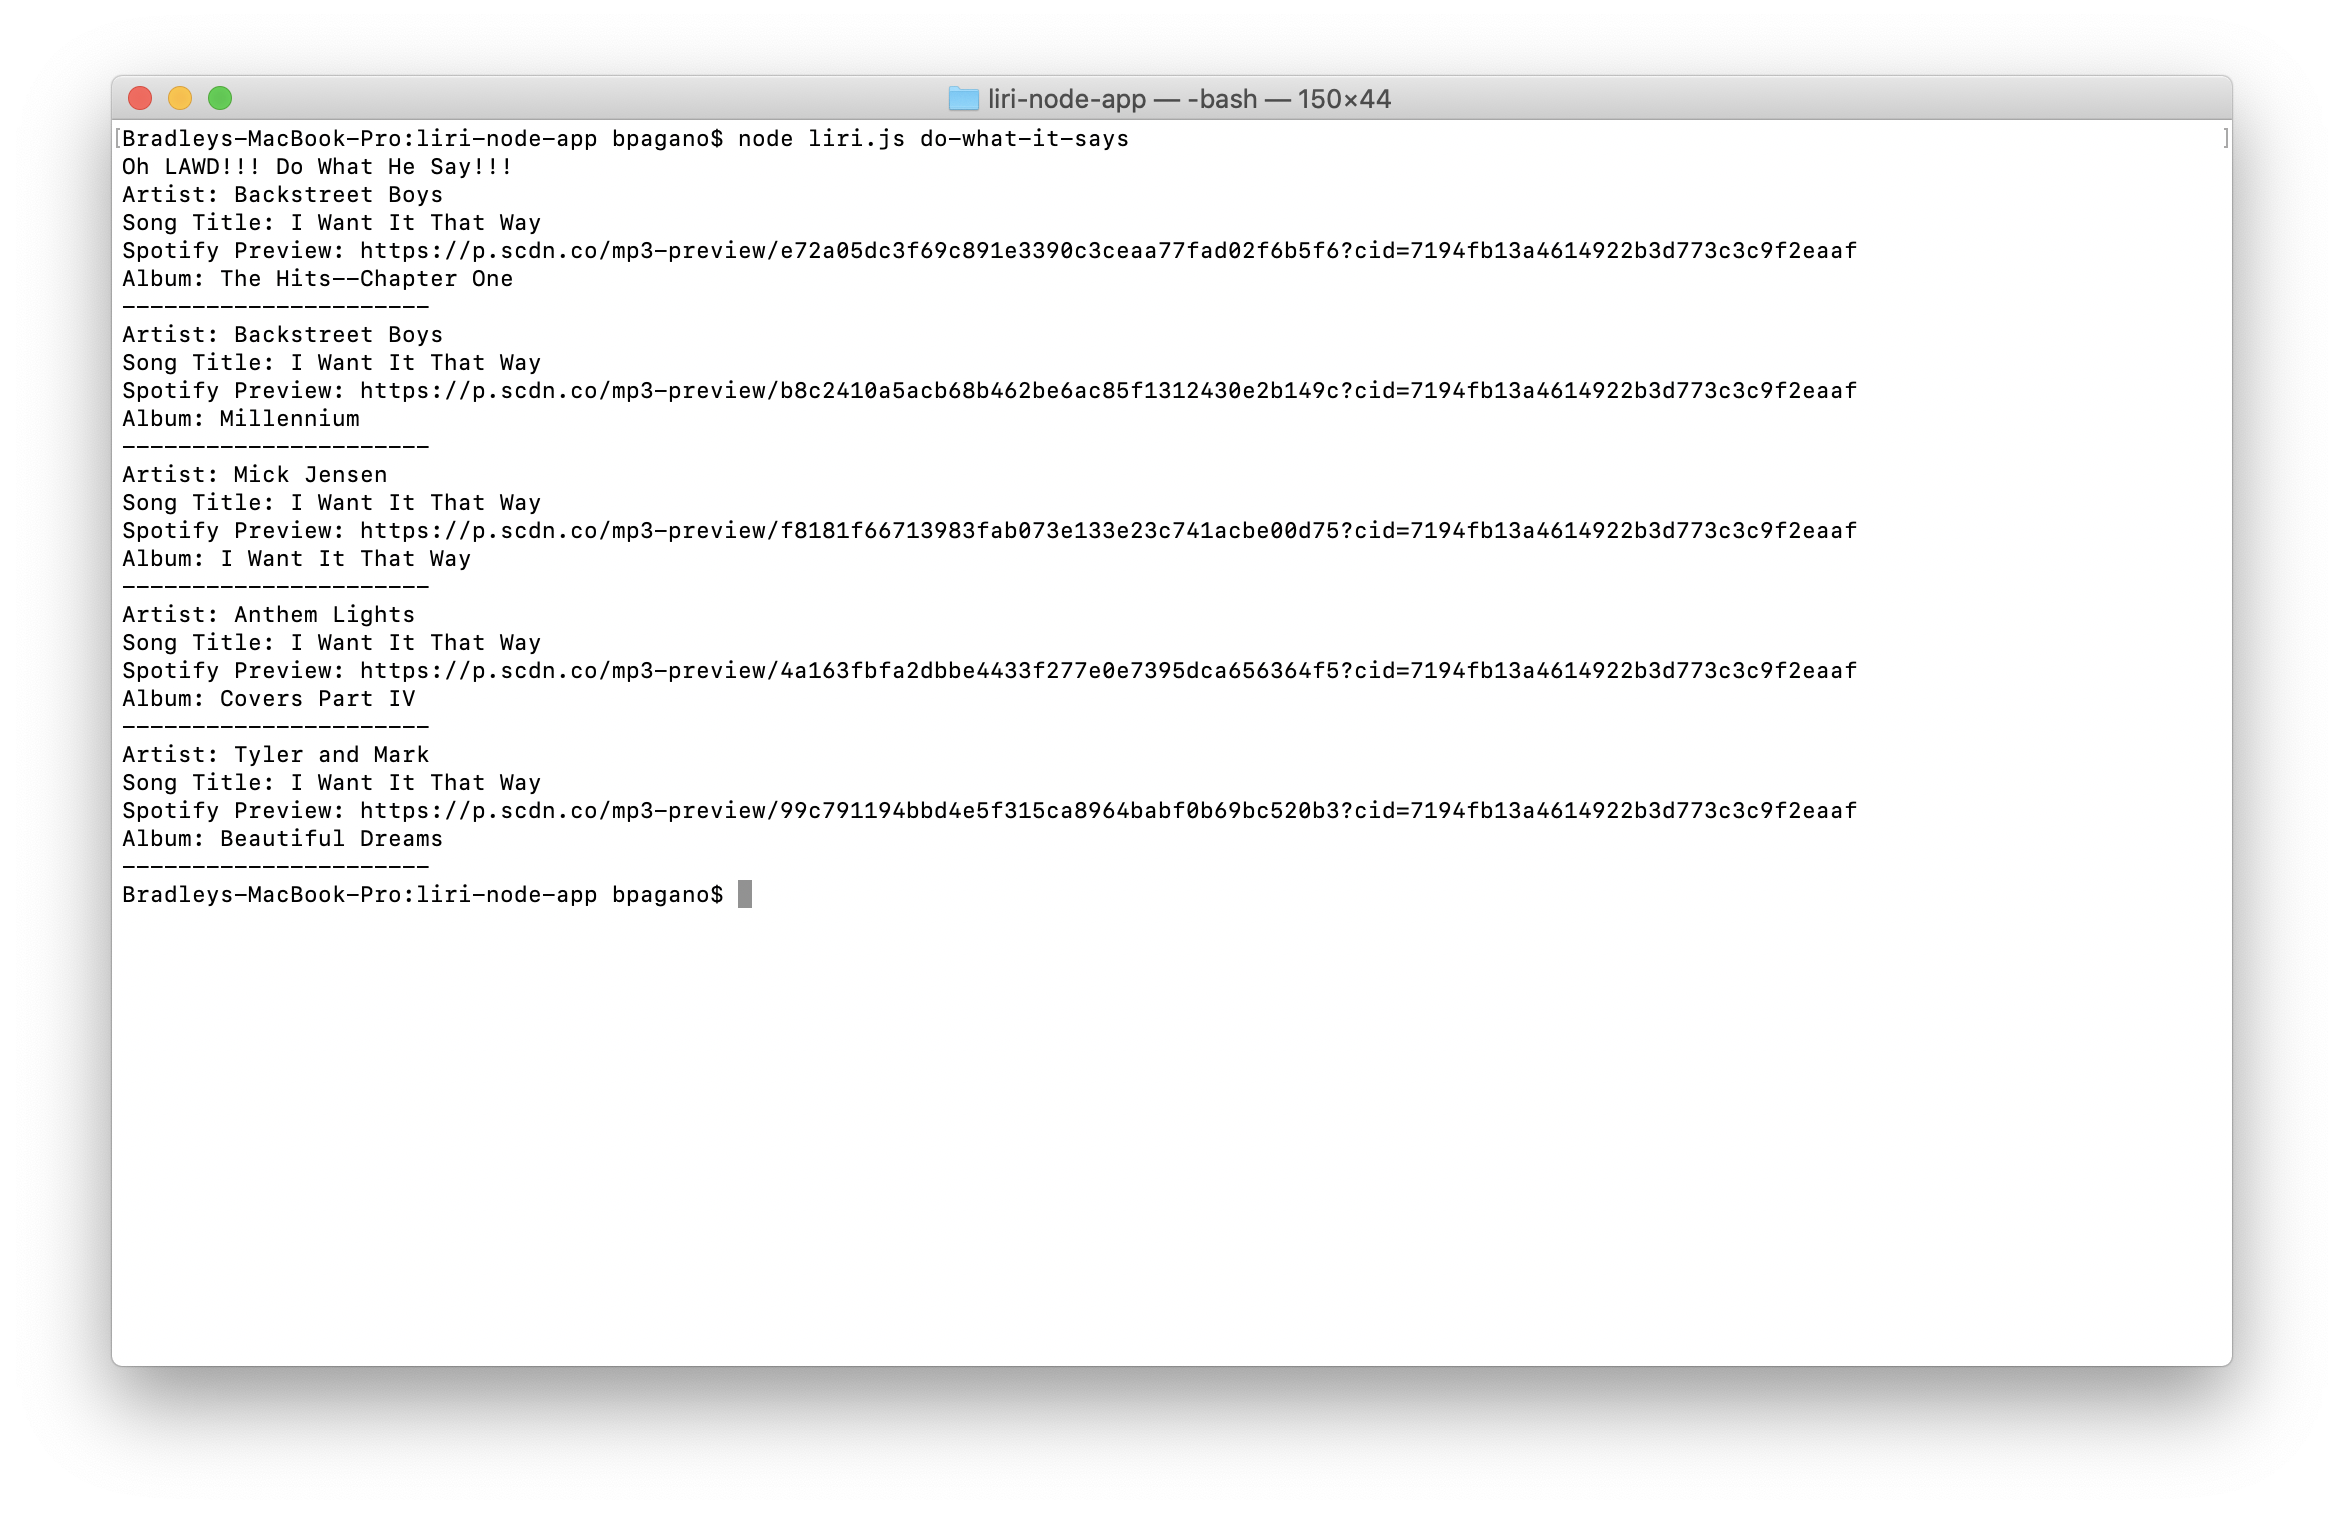 liri-node-app — -bash — 150×44
[Bradleys-MacBook-Pro:liri-node-app bpagano$ node liri.js do-what-it-says ]
Oh LAWD!!! Do What He Say!!!
Artist: Backstreet Boys
Song Title: I Want It That Way
Spotify Preview: https://p.scdn.co/mp3-preview/e72a05dc3f69c891e3390c3ceaa77fad02f6b5f6?cid=7194fb13a4614922b3d773c3c9f2eaaf
Album: The Hits--Chapter One
----------------------
Artist: Backstreet Boys
Song Title: I Want It That Way
Spotify Preview: https://p.scdn.co/mp3-preview/b8c2410a5acb68b462be6ac85f1312430e2b149c?cid=7194fb13a4614922b3d773c3c9f2eaaf
Album: Millennium
----------------------
Artist: Mick Jensen
Song Title: I Want It That Way
Spotify Preview: https://p.scdn.co/mp3-preview/f8181f66713983fab073e133e23c741acbe00d75?cid=7194fb13a4614922b3d773c3c9f2eaaf
Album: I Want It That Way
----------------------
Artist: Anthem Lights
Song Title: I Want It That Way
Spotify Preview: https://p.scdn.co/mp3-preview/4a163fbfa2dbbe4433f277e0e7395dca656364f5?cid=7194fb13a4614922b3d773c3c9f2eaaf
Album: Covers Part IV
----------------------
Artist: Tyler and Mark
Song Title: I Want It That Way
Spotify Preview: https://p.scdn.co/mp3-preview/99c791194bbd4e5f315ca8964babf0b69bc520b3?cid=7194fb13a4614922b3d773c3c9f2eaaf
Album: Beautiful Dreams
----------------------
Bradleys-MacBook-Pro:liri-node-app bpagano$